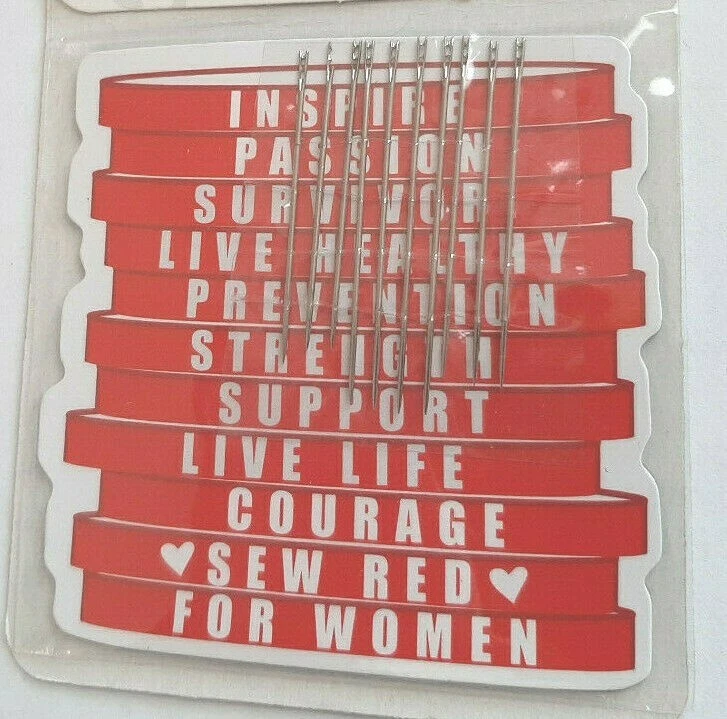 INSPIRE
PASSION
SURVIVOR
LIVE HEALTHY
PREVENTION
STRENGTH
SUPPORT
LIVE LIFE
COURAGE
♥SEW RED♥
FOR WOMEN